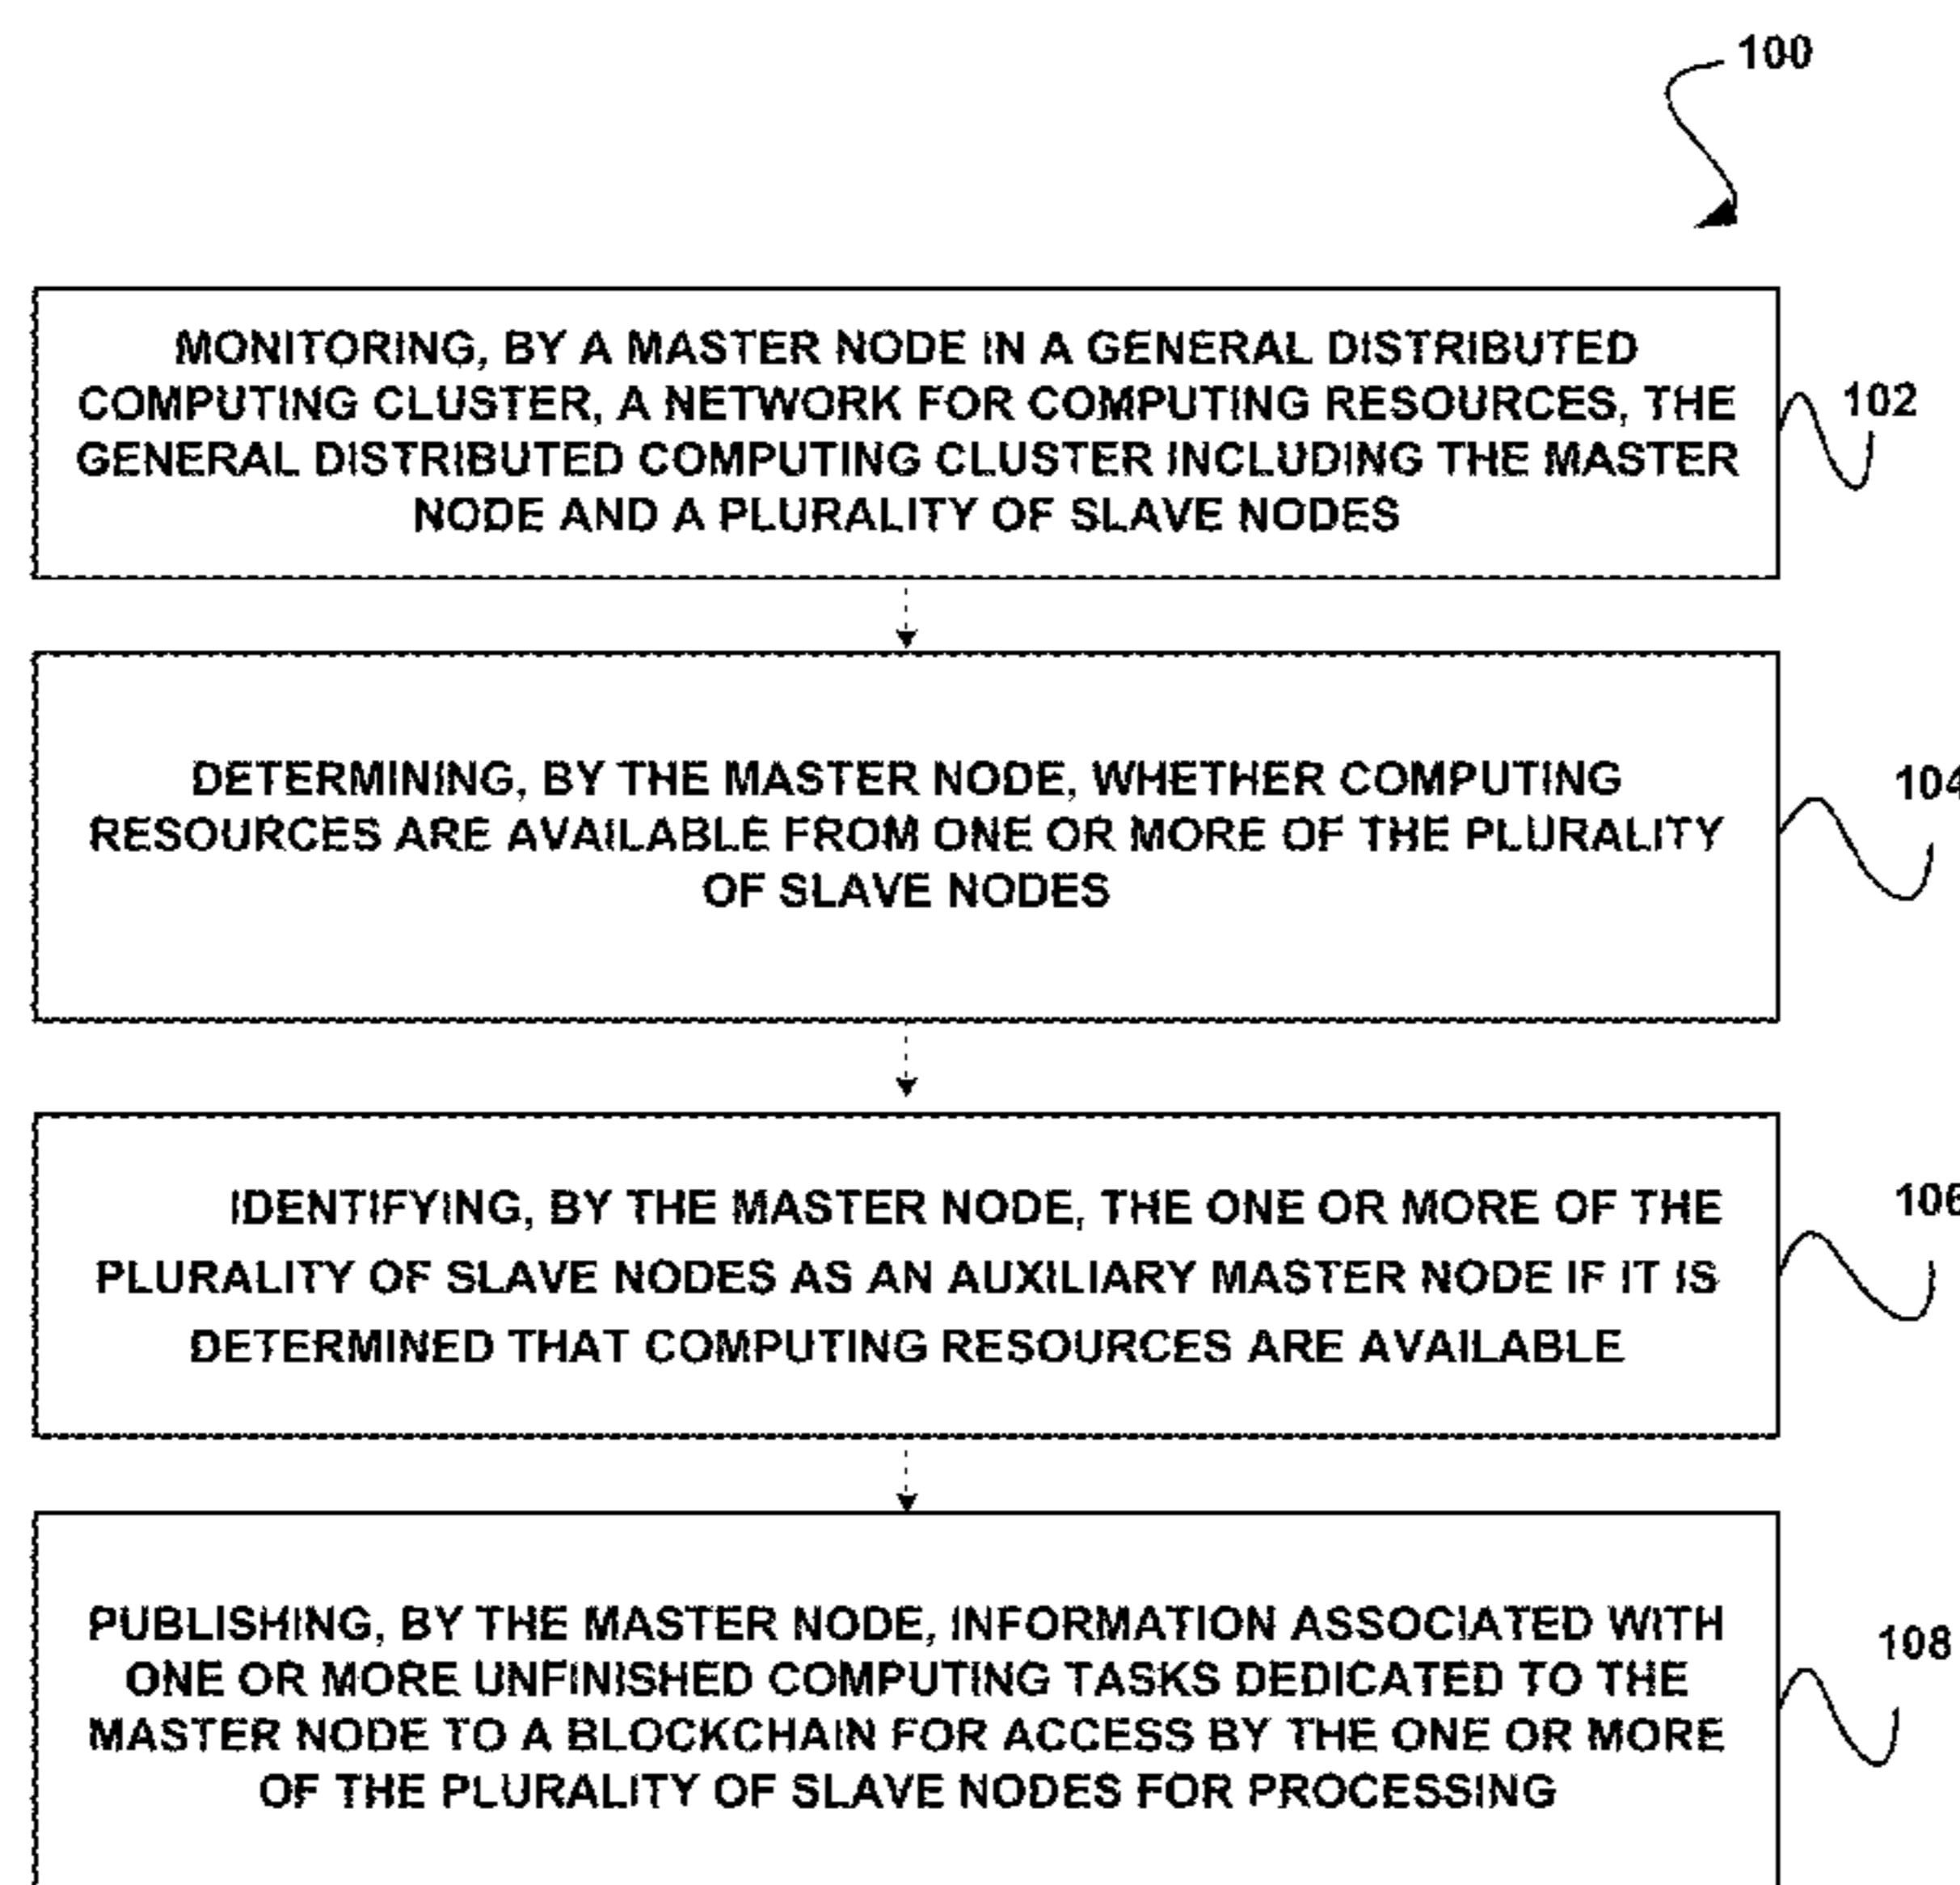 100
MONITORING, BY A MASTER NODE IN A GENERAL DISTRIBUTED
COMPUTING CLUSTER, A NETWORK FOR COMPUTING RESOURCES, THE
GENERAL DISTRIBUTED COMPUTING CLUSTER INCLUDING THE MASTER
NODE AND A PLURALITY OF SLAVE NODES
102
DETERMINING, BY THE MASTER NODE, WHETHER COMPUTING
RESOURCES ARE AVAILABLE FROM ONE OR MORE OF THE PLURALITY
OF SLAVE NODES
104
IDENTIFYING, BY THE MASTER NODE, THE ONE OR MORE OF THE
PLURALITY OF SLAVE NODES AS AN AUXILIARY MASTER NODE IF IT IS
DETERMINED THAT COMPUTING RESOURCES ARE AVAILABLE
106
PUBLISHING, BY THE MASTER NODE, INFORMATION ASSOCIATED WITH
ONE OR MORE UNFINISHED COMPUTING TASKS DEDICATED TO THE
MASTER NODE TO A BLOCKCHAIN FOR ACCESS BY THE ONE OR MORE
OF THE PLURALITY OF SLAVE NODES FOR PROCESSING
108